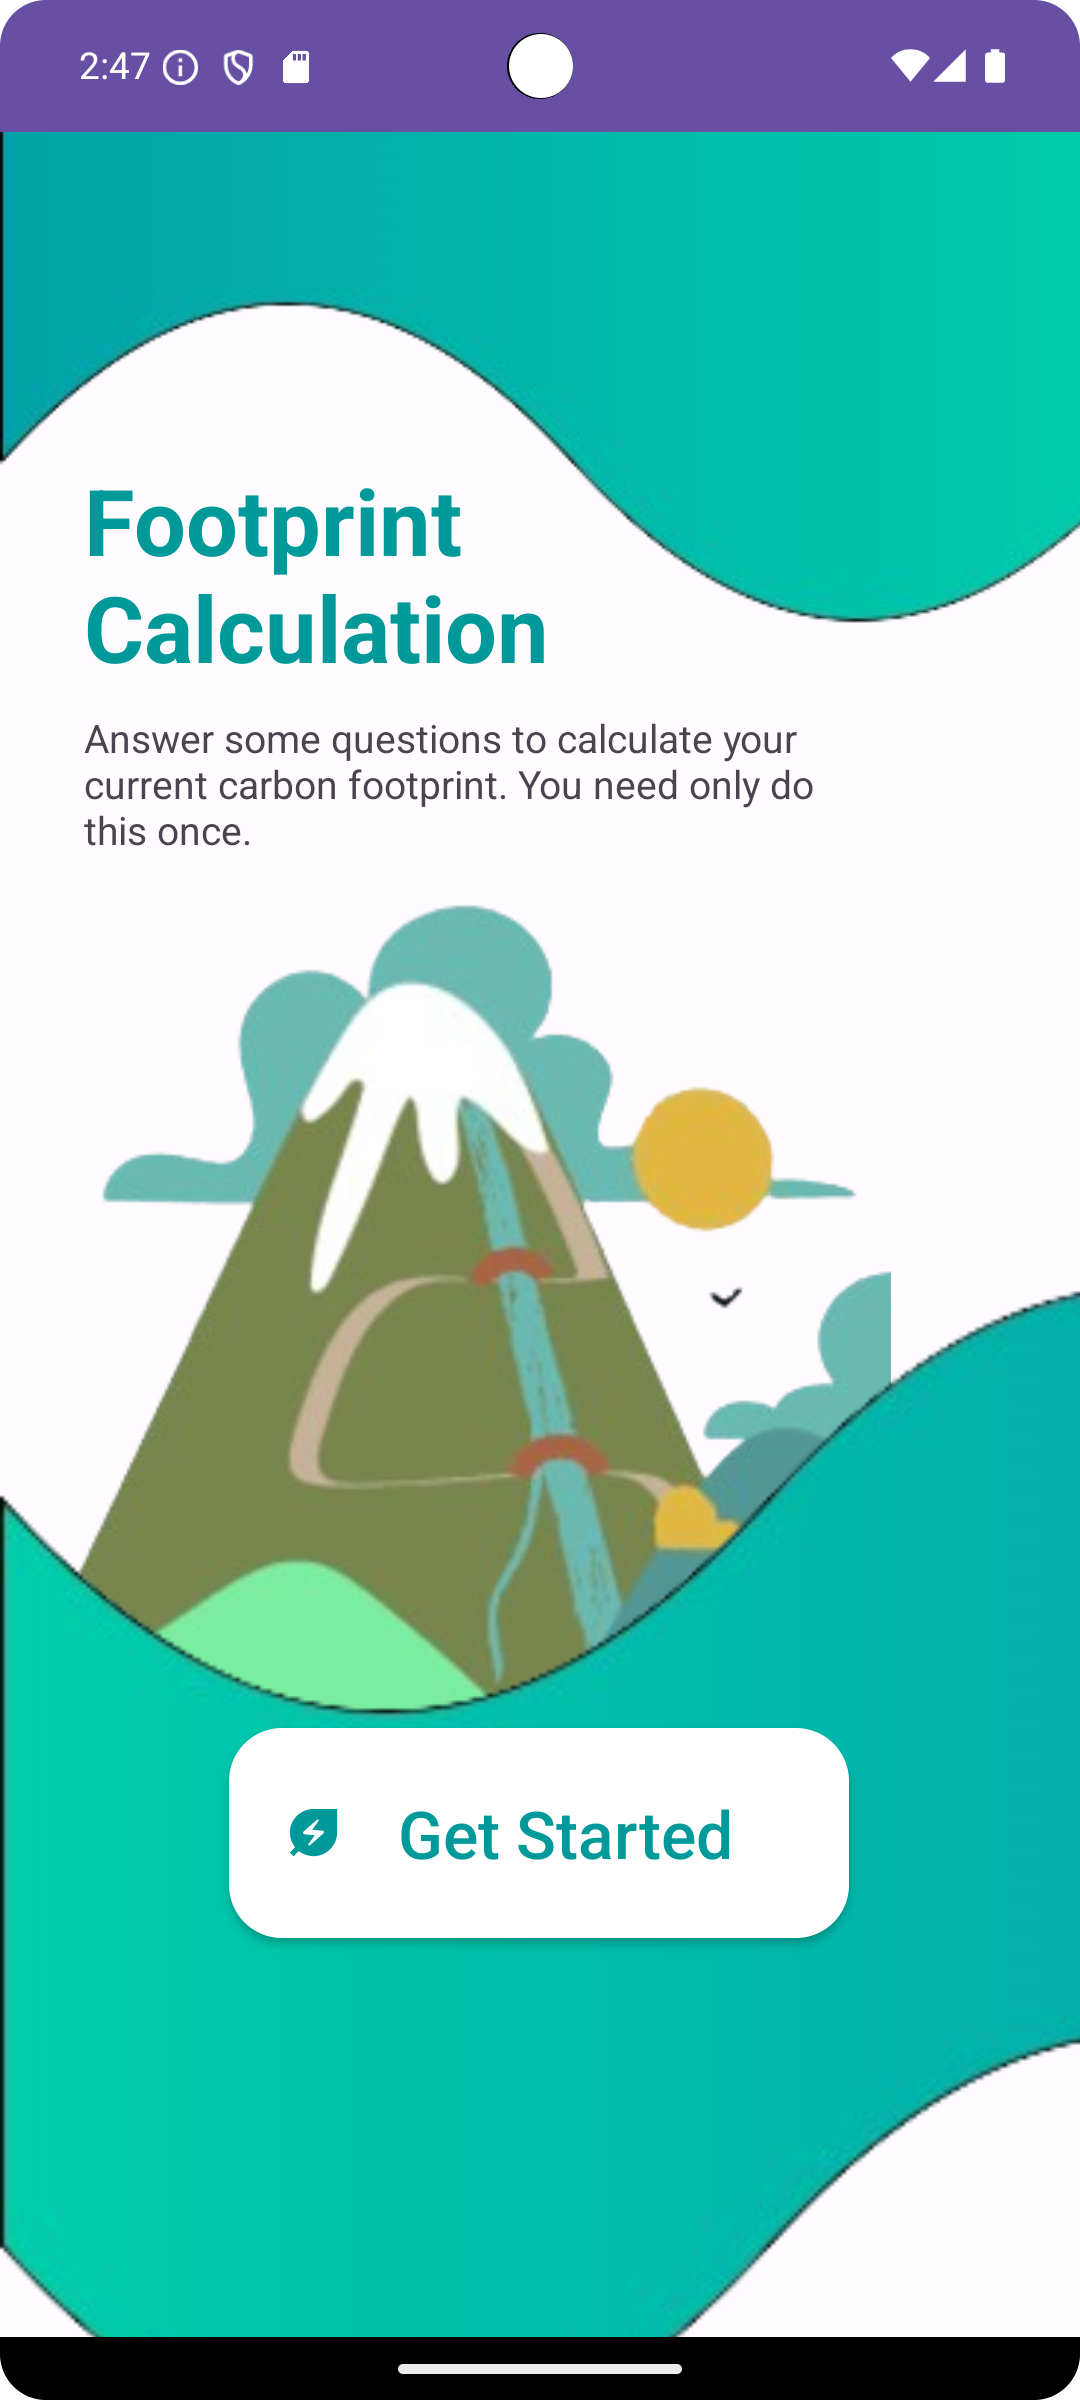 2:47
Footprint
Calculation
Answer some questions to calculate your
current carbon footprint. You need only do
this once.
Get Started